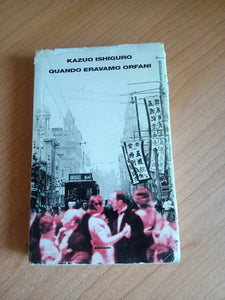 KAZUO ISHIGURO
QUANDO ERAVAMO ORFANI
EINAUDI